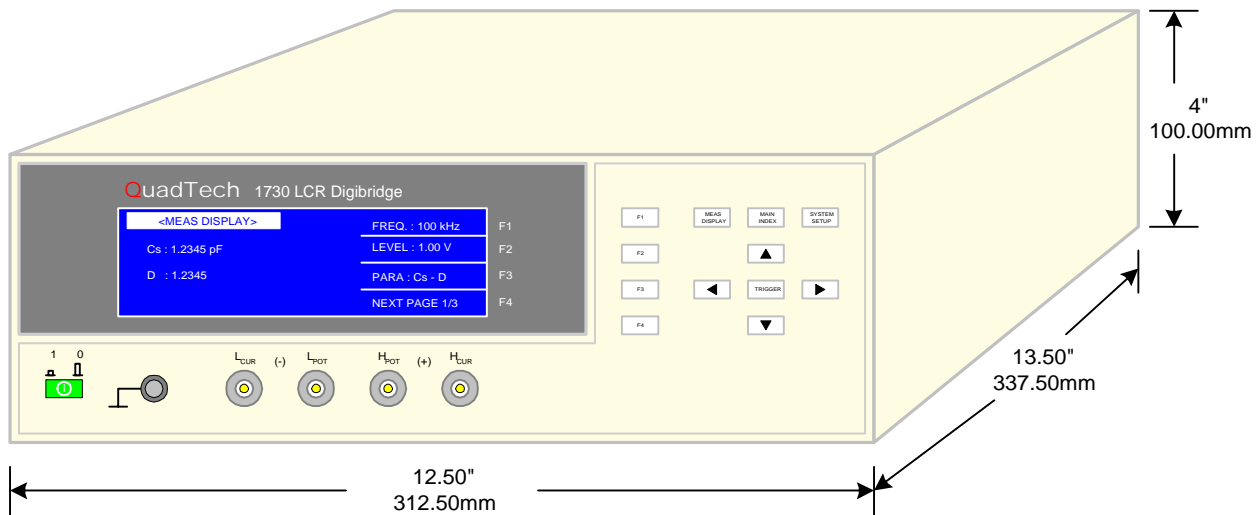 4"
100.00mm
QuadTech 1730 LCR Digibridge
<MEAS DISPLAY>
Cs : 1.2345 pF
D : 1.2345
FREQ. : 100 kHz
LEVEL : 1.00 V
PARA : Cs - D
NEXT PAGE 1/3
F1
F2
F3
F4
F1
MEAS
DISPLAY
MAIN
INDEX
SYSTEM
SETUP
F2
F3
TRIGGER
F4
1 0
LCUR (-) LPOT HPOT (+) HCUR
13.50"
337.50mm
12.50"
312.50mm